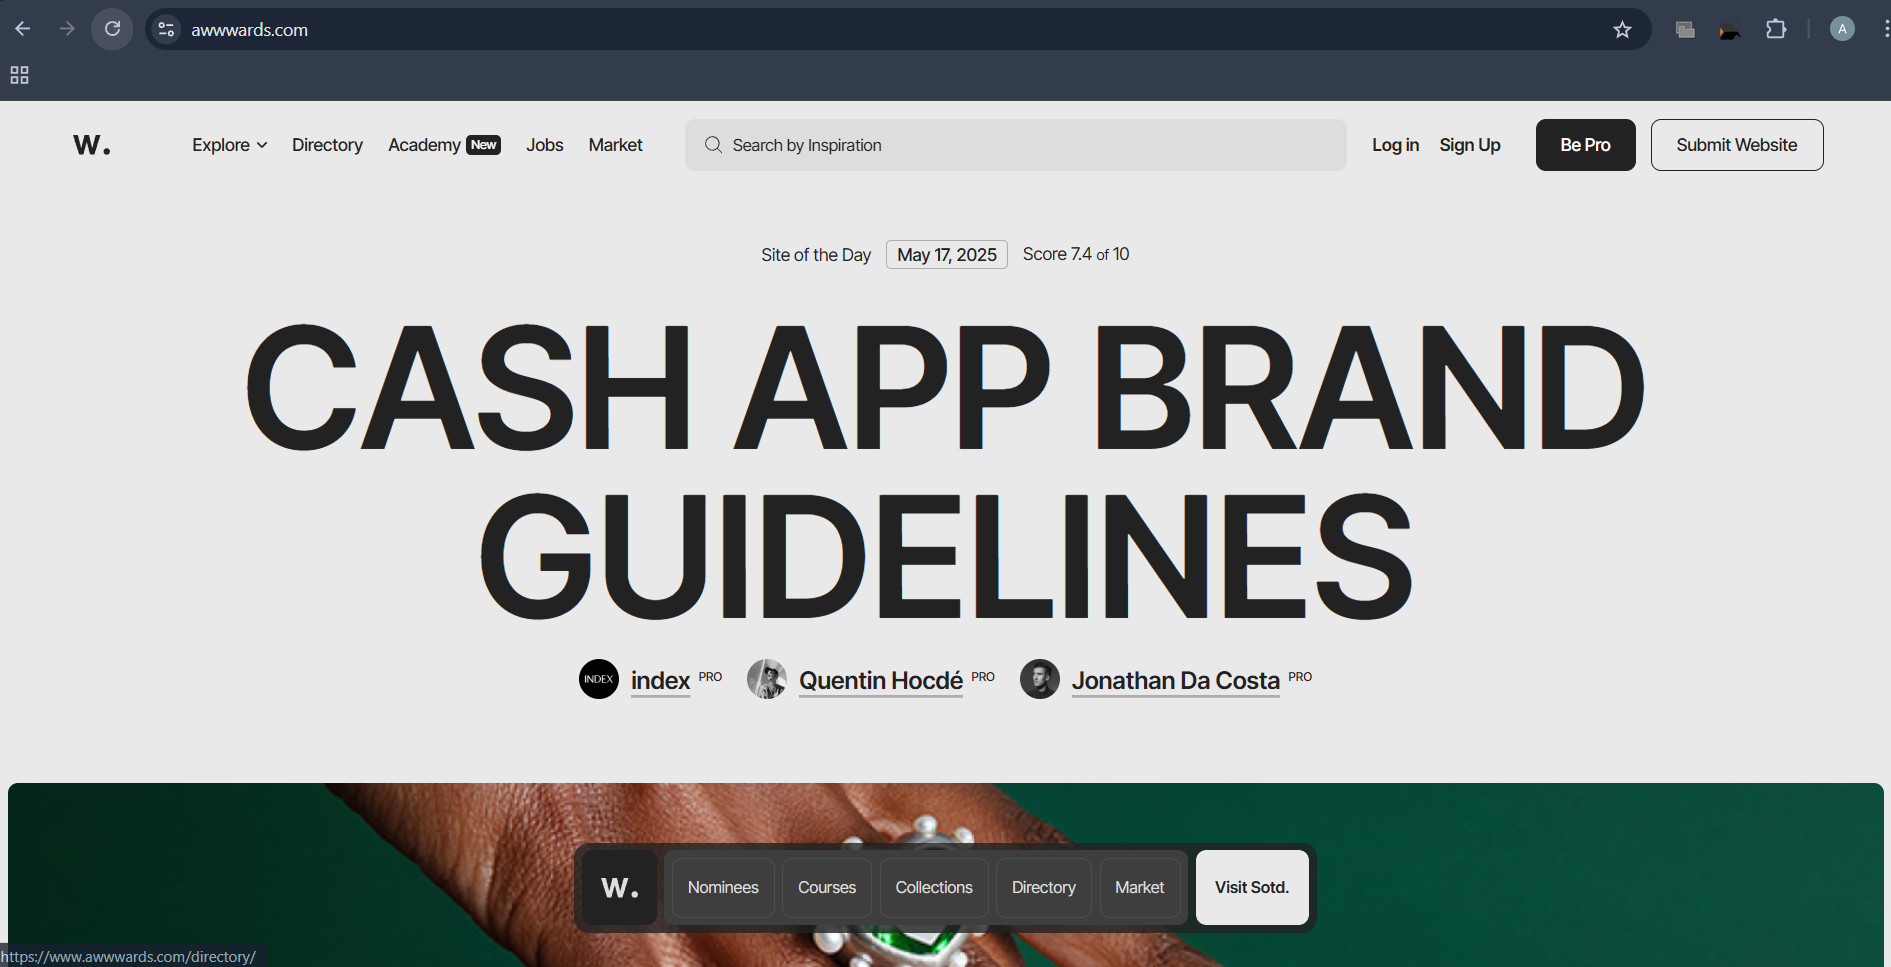 awwwards.com
A
W.
Explore
Directory
Academy New
Jobs
Market
Search by Inspiration
Log in
Sign Up
Be Pro
Submit Website
Site of the Day May 17, 2025 Score 7.4 of 10
CASH APP BRAND
GUIDELINES
INDEX index PRO Quentin Hocdé PRO Jonathan Da Costa PRO
W. Nominees Courses Collections Directory Market Visit Sotd.
https://www.awwwards.com/directory/